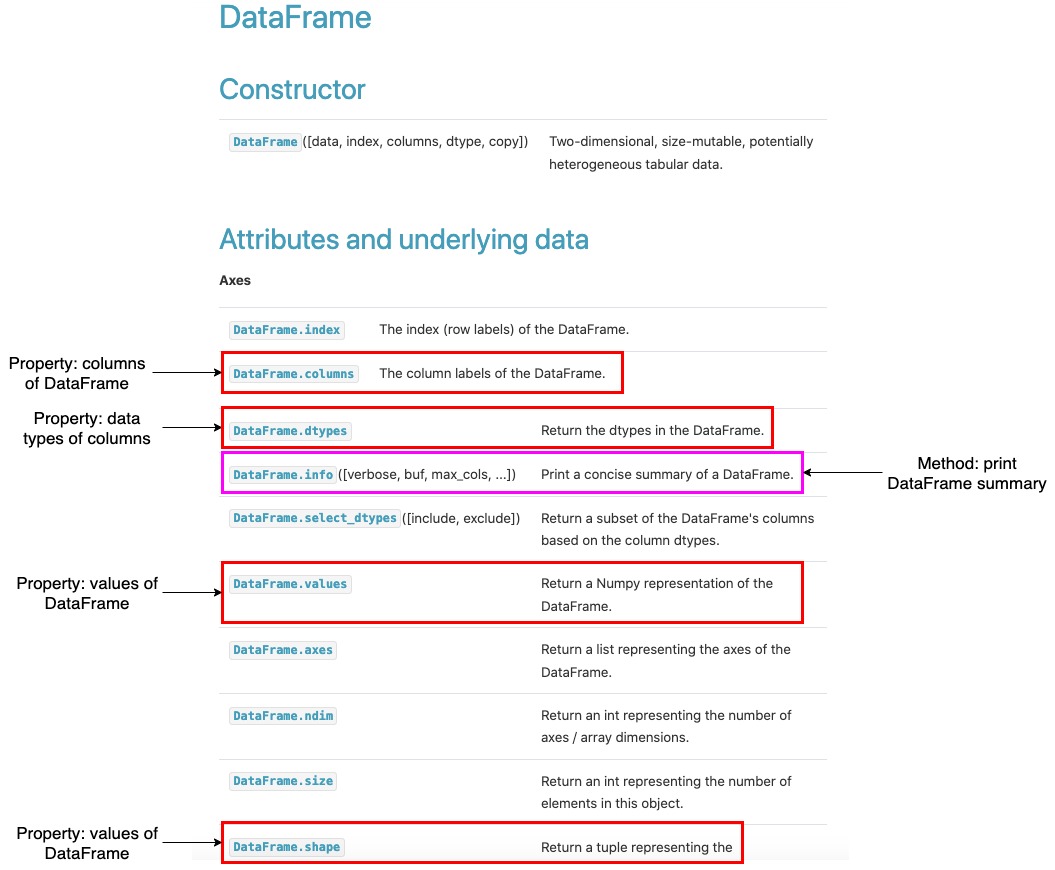 DataFrame
Constructor
DataFrame([data, index, columns, dtype, copy]) Two-dimensional, size-mutable, potentially
heterogeneous tabular data.
Attributes and underlying data
Axes
DataFrame.index The index (row labels) of the DataFrame.
Property: columns
of DataFrame
DataFrame.columns The column labels of the DataFrame.
Property: data
types of columns
DataFrame.dtypes Return the dtypes in the DataFrame.
DataFrame.info([verbose, buf, max_cols, ...]) Print a concise summary of a DataFrame.
Method: print
DataFrame summary
DataFrame.select_dtypes([include, exclude]) Return a subset of the DataFrame's columns
based on the column dtypes.
Property: values of
DataFrame
DataFrame.values Return a Numpy representation of the
DataFrame.
DataFrame.axes Return a list representing the axes of the
DataFrame.
DataFrame.ndim Return an int representing the number of
axes / array dimensions.
DataFrame.size Return an int representing the number of
elements in this object.
Property: values of
DataFrame
DataFrame.shape Return a tuple representing the